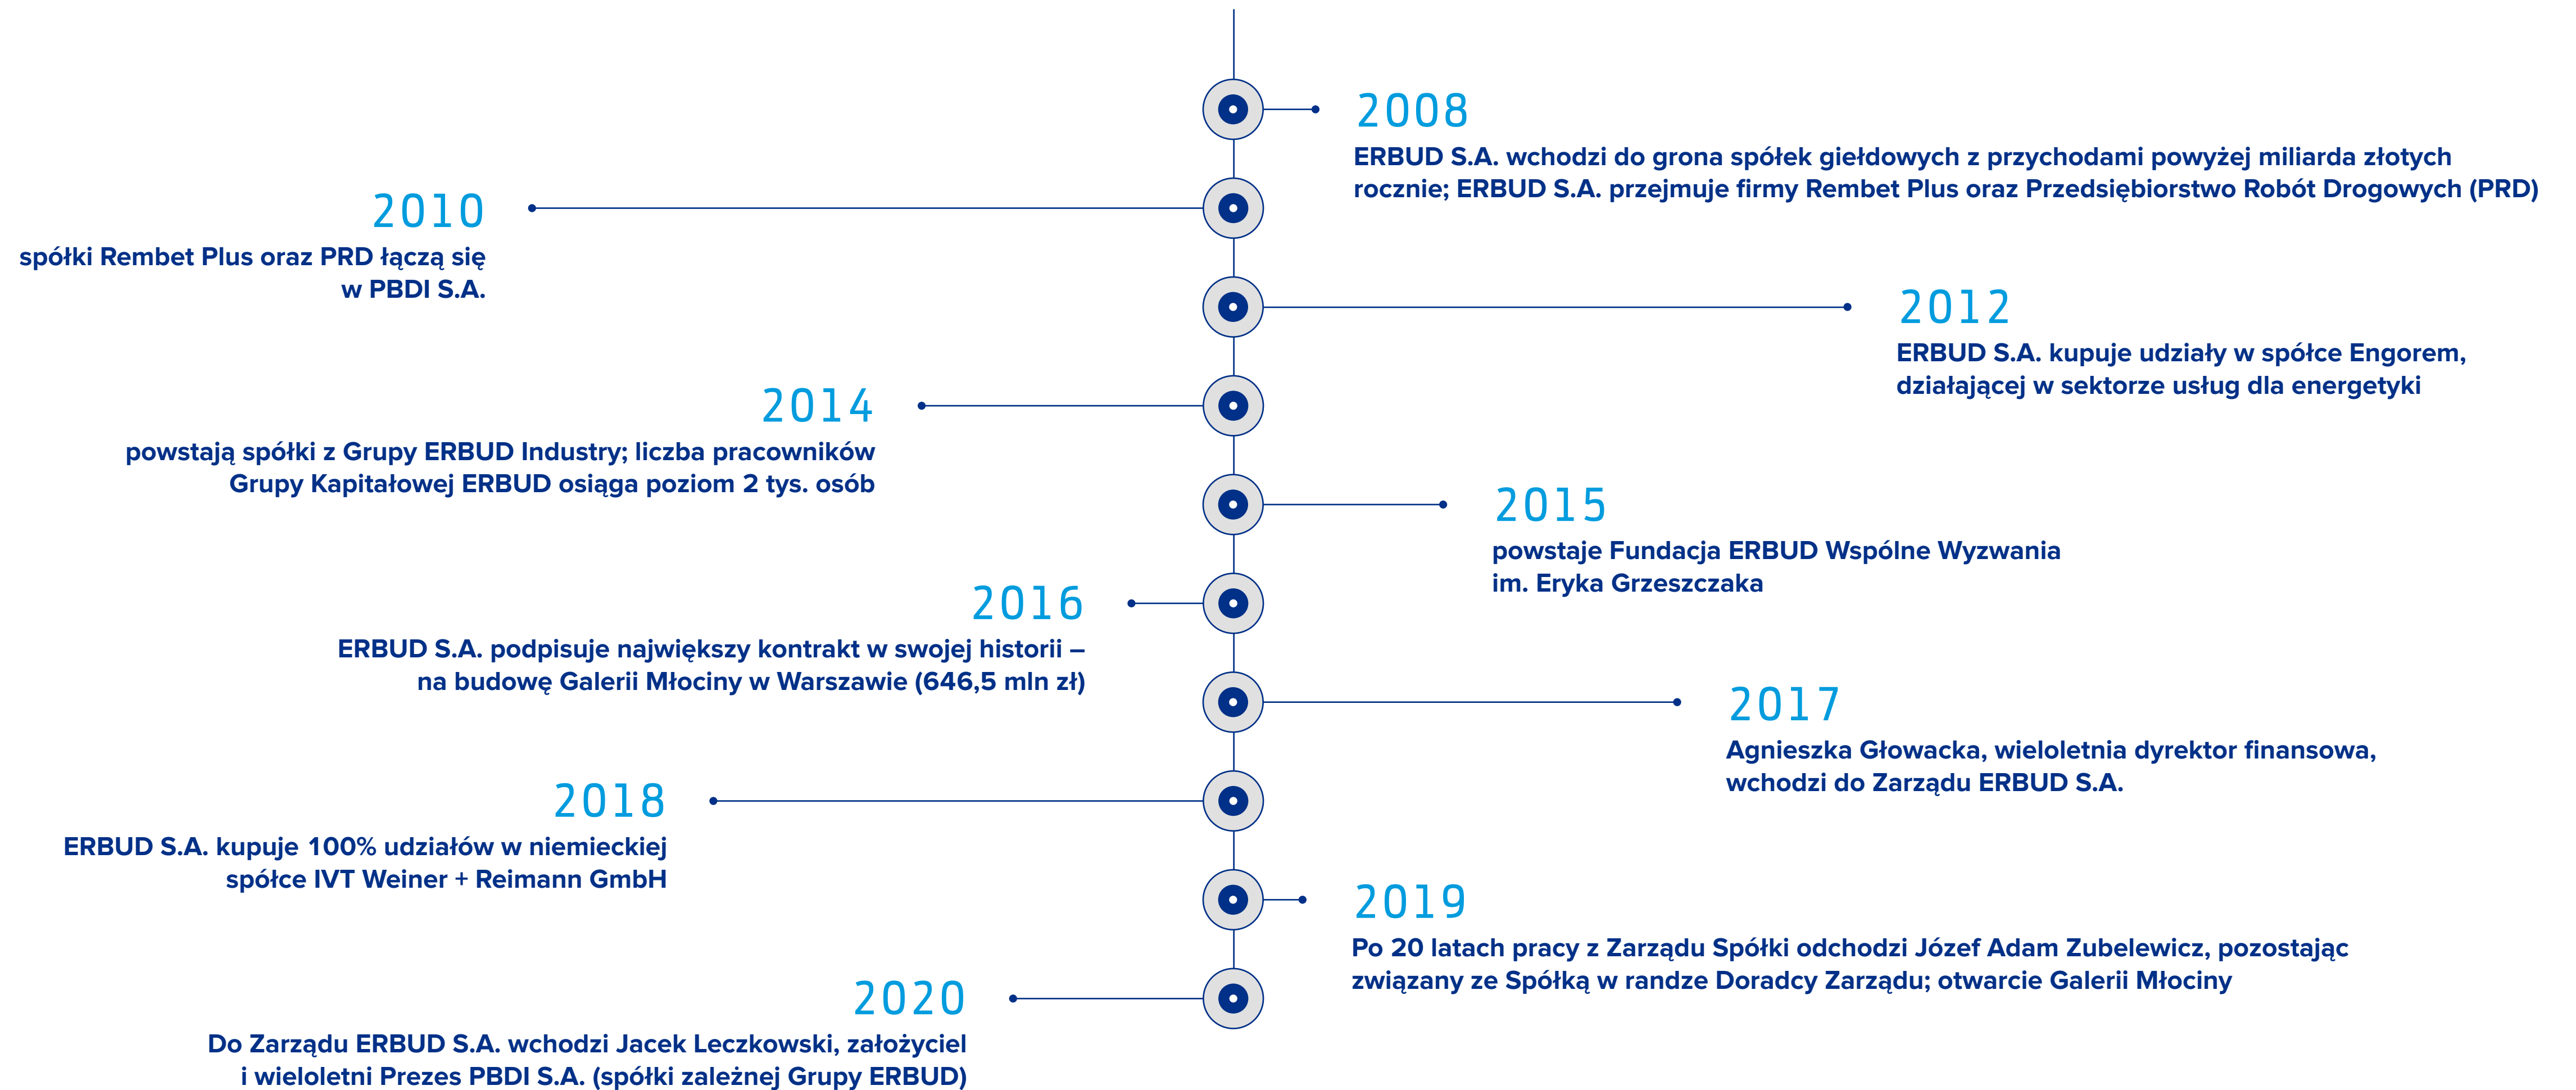 2008
ERBUD S.A. wchodzi do grona spółek giełdowych z przychodami powyżej miliarda złotych
rocznie; ERBUD S.A. przejmuje firmy Rembet Plus oraz Przedsiębiorstwo Robót Drogowych (PRD)
2010
spółki Rembet Plus oraz PRD łączą się
w PBDI S.A.
2012
ERBUD S.A. kupuje udziały w spółce Engorem,
działającej w sektorze usług dla energetyki
2014
powstają spółki z Grupy ERBUD Industry; liczba pracowników
Grupy Kapitałowej ERBUD osiąga poziom 2 tys. osób
2015
powstaje Fundacja ERBUD Wspólne Wyzwania
im. Eryka Grzeszczaka
2016
ERBUD S.A. podpisuje największy kontrakt w swojej historii –
na budowę Galerii Młociny w Warszawie (646,5 mln zł)
2017
Agnieszka Głowacka, wieloletnia dyrektor finansowa,
wchodzi do Zarządu ERBUD S.A.
2018
ERBUD S.A. kupuje 100% udziałów w niemieckiej
spółce IVT Weiner + Reimann GmbH
2019
Po 20 latach pracy z Zarządu Spółki odchodzi Józef Adam Zubelewicz, pozostając
związany ze Spółką w randze Doradcy Zarządu; otwarcie Galerii Młociny
2020
Do Zarządu ERBUD S.A. wchodzi Jacek Leczkowski, założyciel
i wieloletni Prezes PBDI S.A. (spółki zależnej Grupy ERBUD)